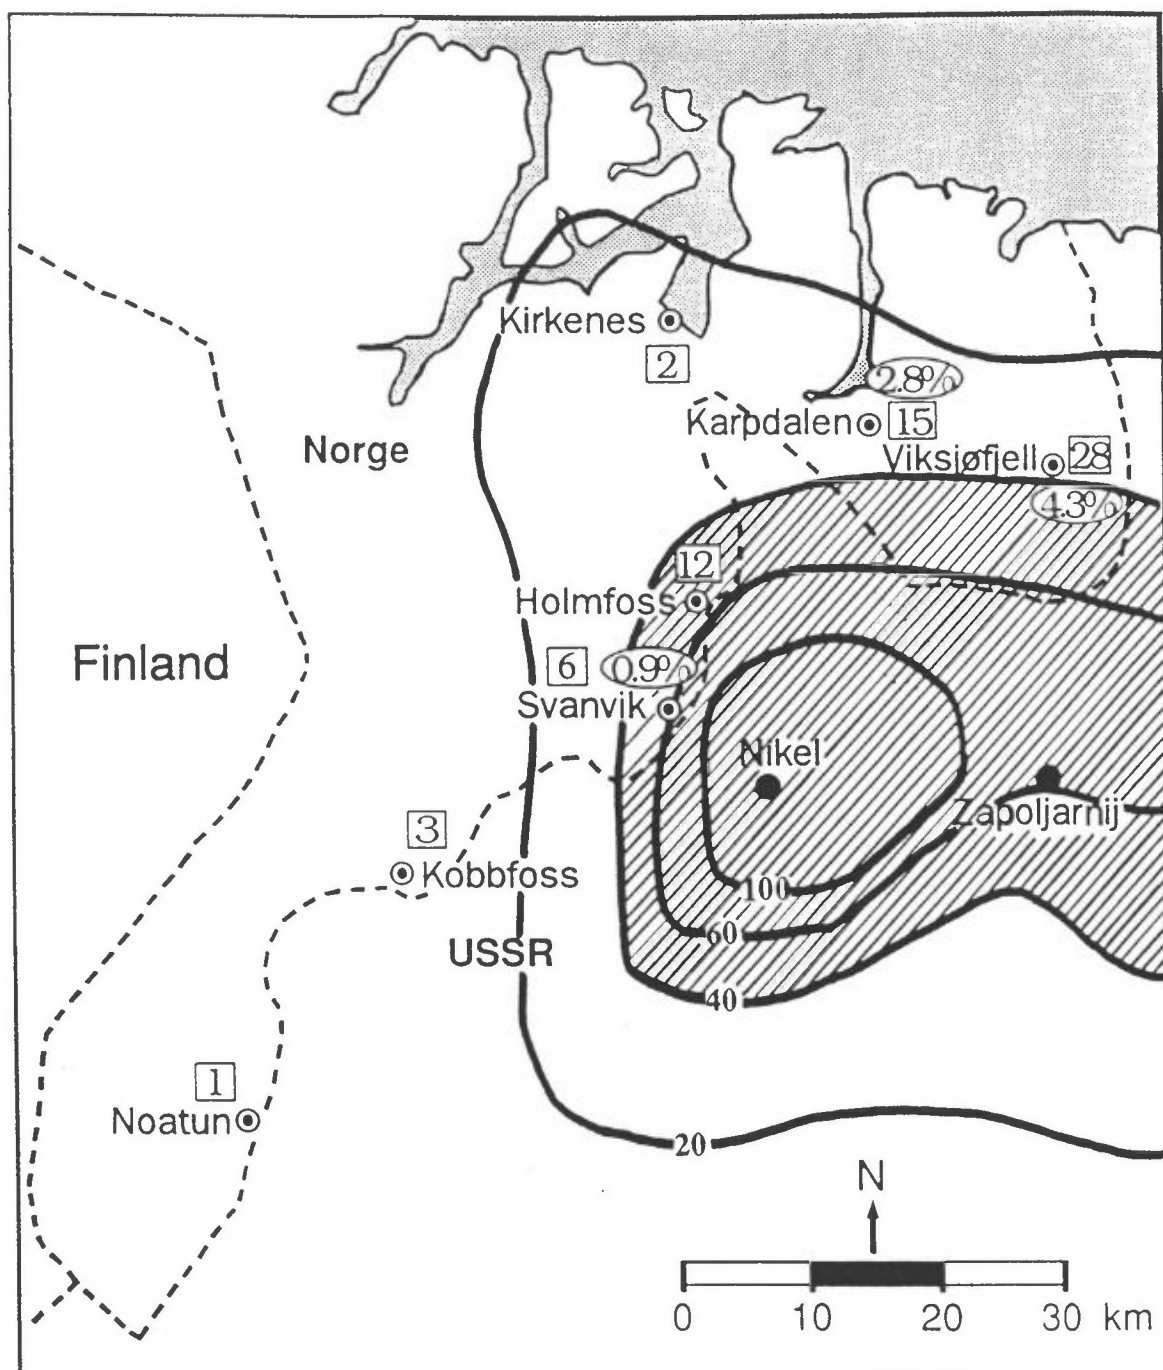 Kirkenes
2
2.8%
Karpdalen
15
Norge
Viksjøfjell
28
4.3%
12
Holmfoss
Finland
6
0.9%
Svanvik
Nikel
Zapoljarnij
3
Kobbfoss
100
60
USSR
40
1
Noatun
20
N
0 10 20 30 km